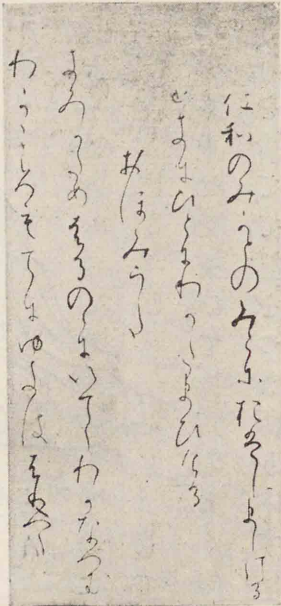 仁和のみかとのみこにおはしましける
ときにひとにわかなたまひける
おほみうた
きみかためはるのにいてゝわかなつむ
わかころもてにゆきはふりつゝ